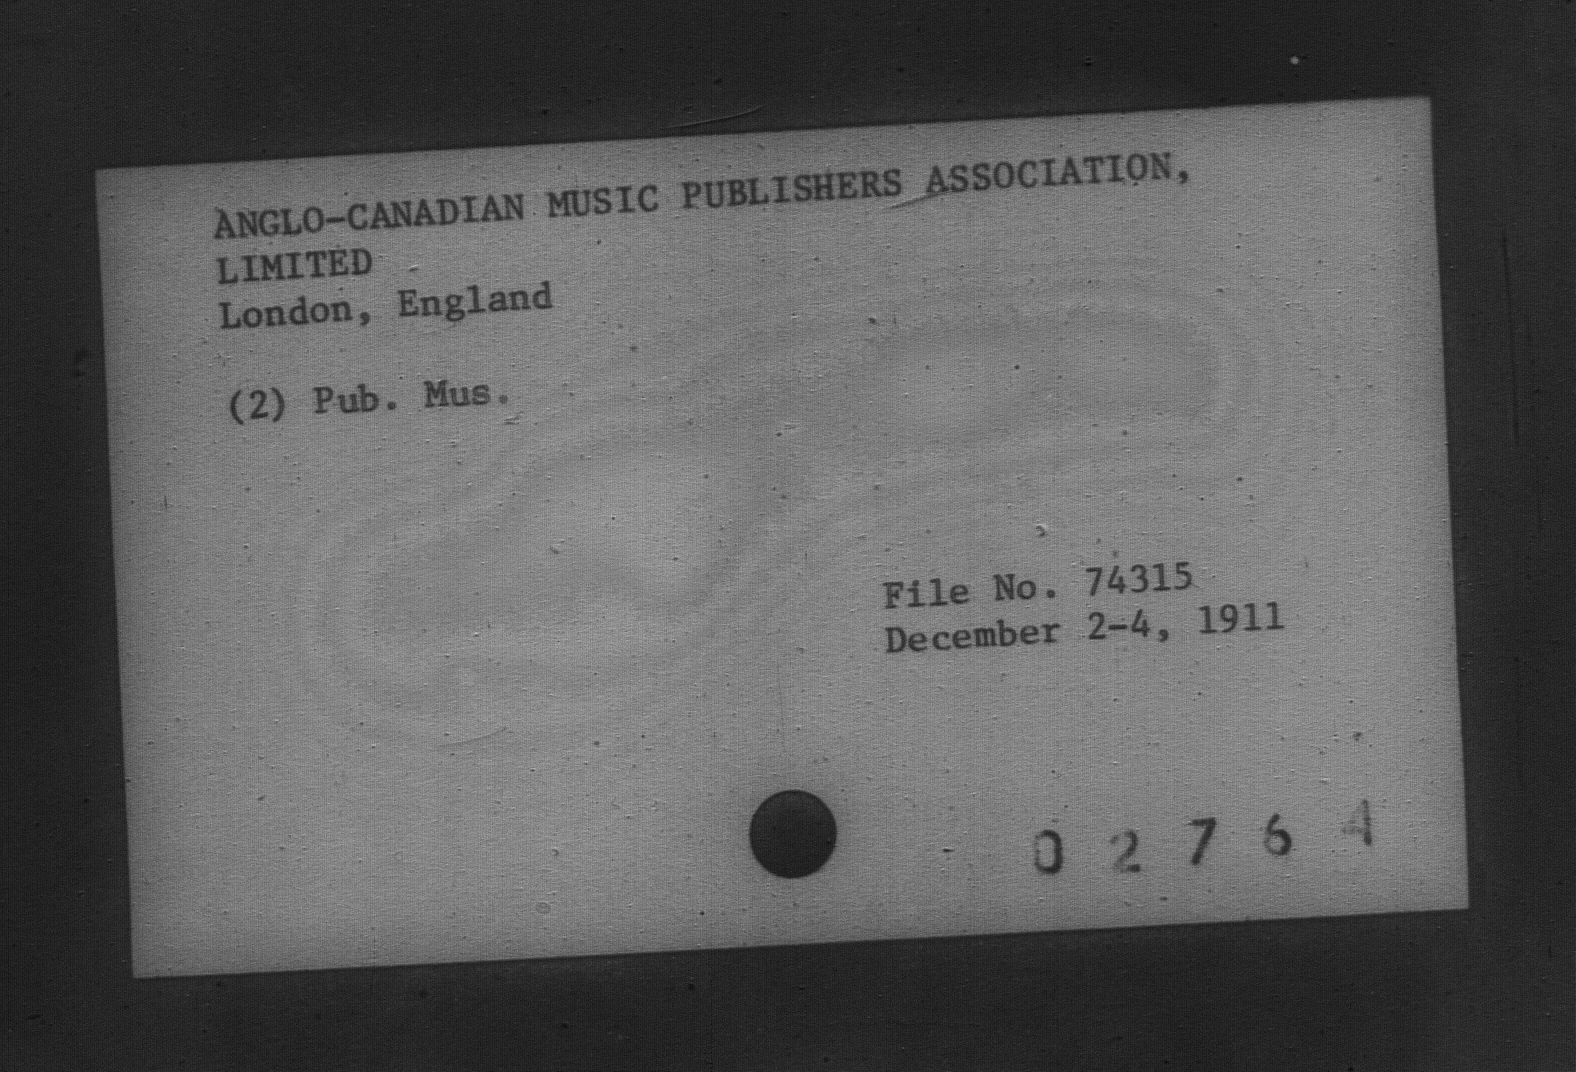 ANGLO-CANADIAN MUSIC PUBLISHERS ASSOCIATION,
LIMITED
London, England
(2) Pub. Mus.
File No. 74315
December 2-4, 1911
0 2 7 6 4